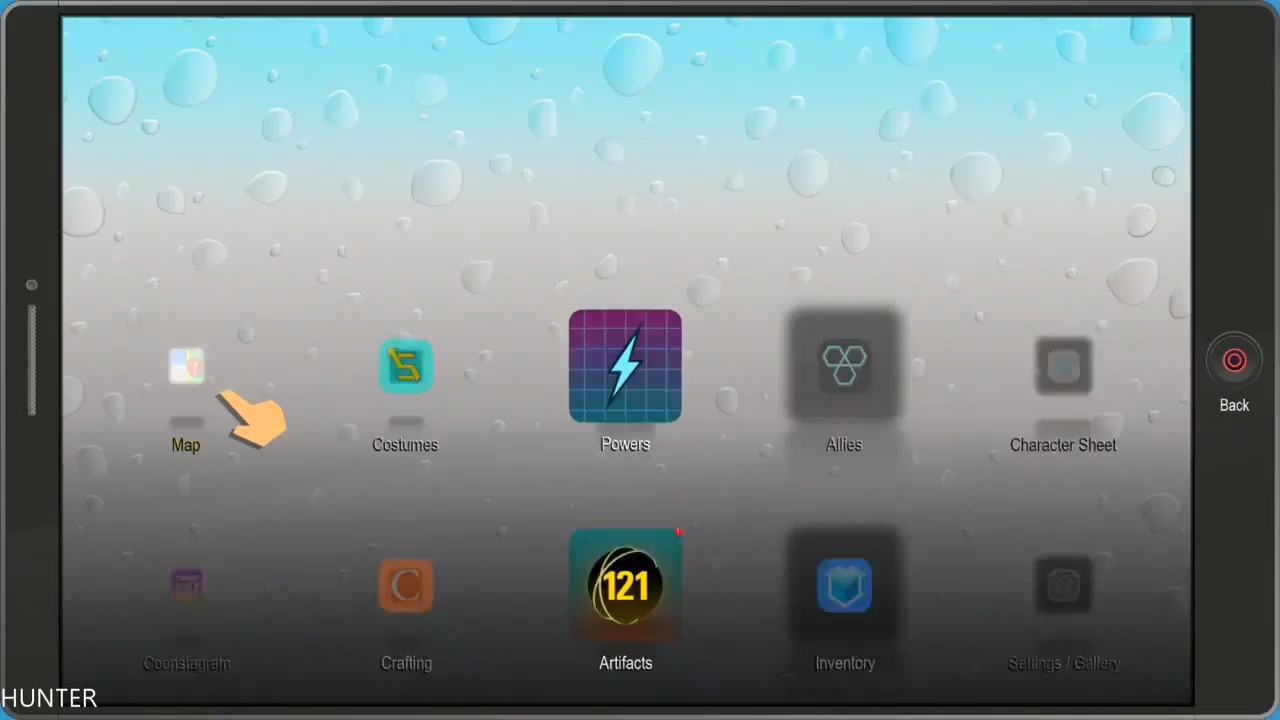 Map
Costumes
Powers
Allies
Character Sheet
Back
121
Coonstagram
Crafting
Artifacts
Inventory
Settings / Gallery
HUNTER